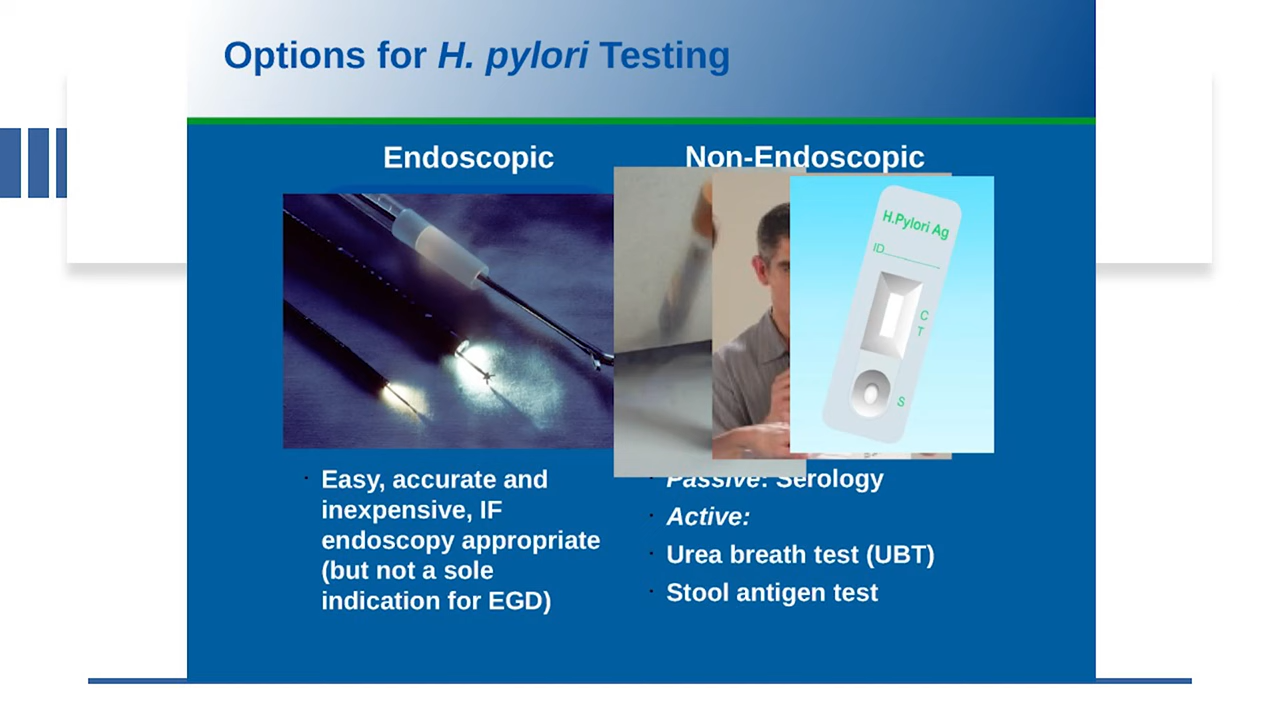 Options for H. pylori Testing
Endoscopic
Non-Endoscopic
H.Pylori Ag
ID
C
T
S
· Easy, accurate and
inexpensive, IF
endoscopy appropriate
(but not a sole
indication for EGD)
· Passive: Serology
· Active:
· Urea breath test (UBT)
· Stool antigen test